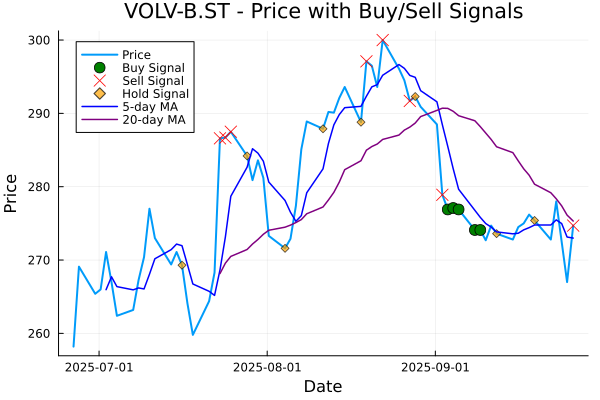 VOLV-B.ST - Price with Buy/Sell Signals
Price
Buy Signal
Sell Signal
Hold Signal
5-day MA
20-day MA
300
290
280
270
260
Price
2025-07-01
2025-08-01
2025-09-01
Date